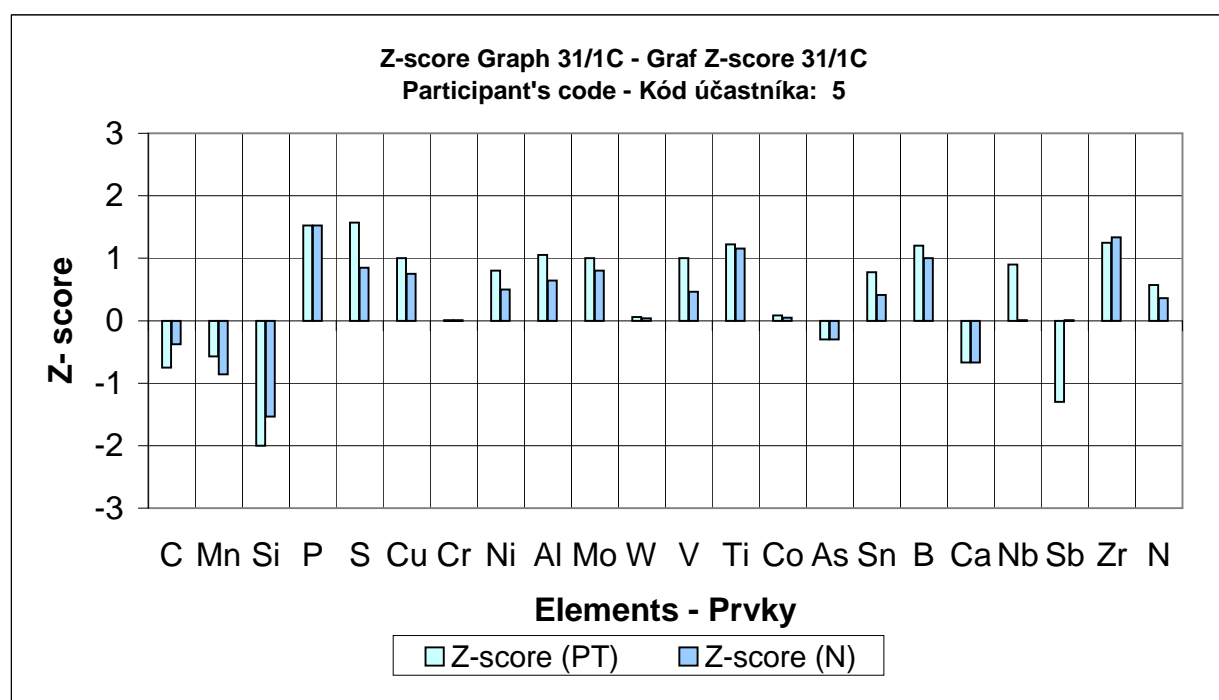 Z-score Graph 31/1C - Graf Z-score 31/1C
Participant's code - Kód účastníka:  5
3
2
1
0
-1
-2
-3
Z- score
C Mn Si P S Cu Cr Ni Al Mo W V Ti Co As Sn B Ca Nb Sb Zr N
Elements - Prvky
Z-score (PT) Z-score (N)